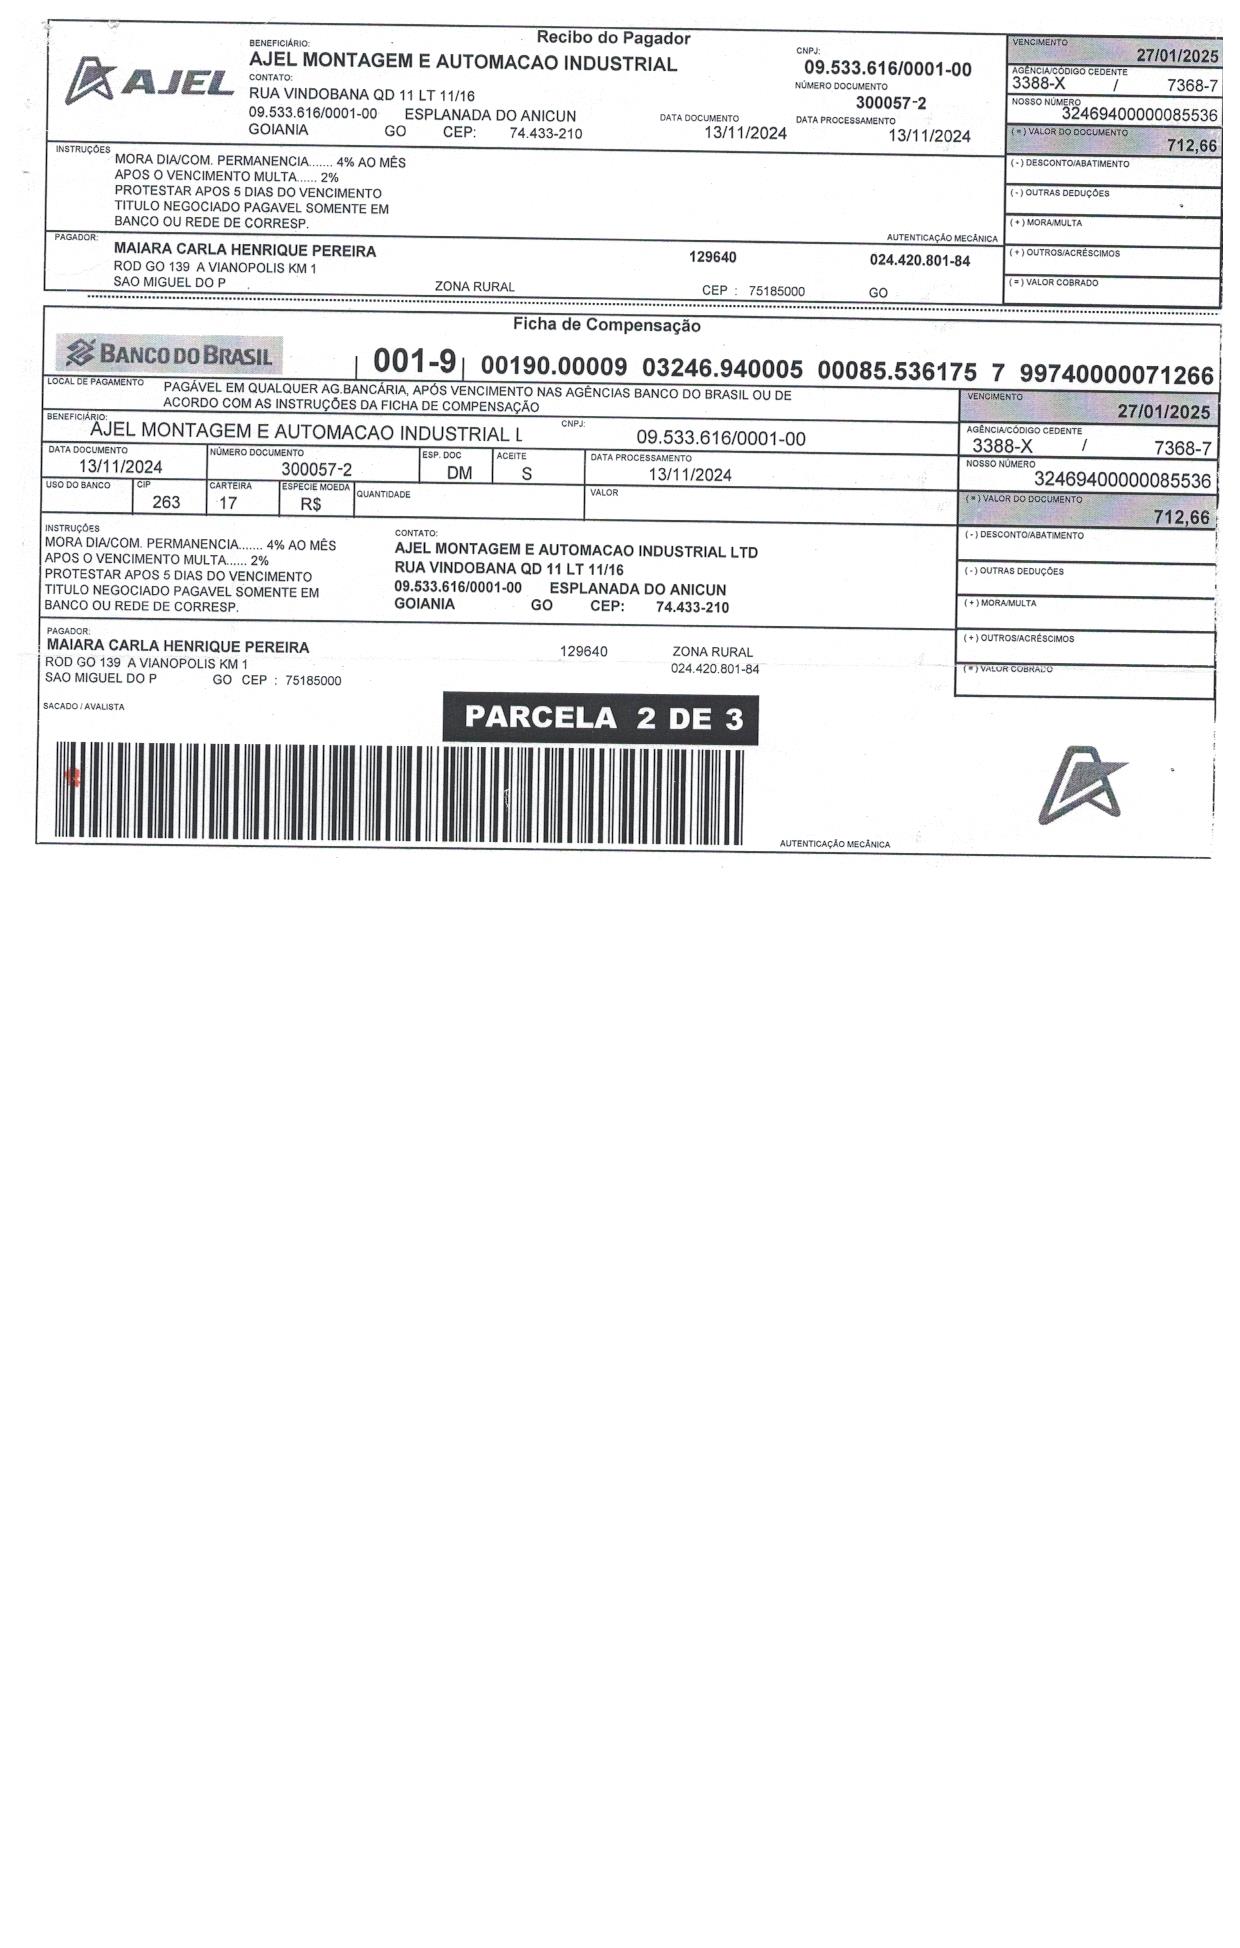 Recibo do Pagador
AJEL
BENEFICIÁRIO:
AJEL MONTAGEM E AUTOMACAO INDUSTRIAL
CONTATO:
RUA VINDOBANA QD 11 LT 11/16
09.533.616/0001-00 ESPLANADA DO ANICUN
GOIANIA GO CEP: 74.433-210
CNPJ:
09.533.616/0001-00
NÚMERO DOCUMENTO
300057-2
DATA DOCUMENTO
13/11/2024
DATA PROCESSAMENTO
13/11/2024
VENCIMENTO
27/01/2025
AGÊNCIA/CÓDIGO CEDENTE
3388-X / 7368-7
NOSSO NÚMERO
32469400000085536
( = ) VALOR DO DOCUMENTO
712,66
( - ) DESCONTO/ABATIMENTO
( - ) OUTRAS DEDUÇÕES
( + ) MORA/MULTA
( + ) OUTROS/ACRÉSCIMOS
( = ) VALOR COBRADO
INSTRUÇÕES
MORA DIA/COM. PERMANENCIA....... 4% AO MÊS
APOS O VENCIMENTO MULTA...... 2%
PROTESTAR APOS 5 DIAS DO VENCIMENTO
TITULO NEGOCIADO PAGAVEL SOMENTE EM
BANCO OU REDE DE CORRESP.
AUTENTICAÇÃO MECÂNICA
PAGADOR:
MAIARA CARLA HENRIQUE PEREIRA 129640 024.420.801-84
ROD GO 139 A VIANOPOLIS KM 1
SAO MIGUEL DO P ZONA RURAL CEP : 75185000 GO
Ficha de Compensação
BANCO DO BRASIL
001-9 00190.00009 03246.940005 00085.536175 7 99740000071266
LOCAL DE PAGAMENTO
PAGÁVEL EM QUALQUER AG.BANCÁRIA, APÓS VENCIMENTO NAS AGÊNCIAS BANCO DO BRASIL OU DE
ACORDO COM AS INSTRUÇÕES DA FICHA DE COMPENSAÇÃO
VENCIMENTO
27/01/2025
BENEFICIÁRIO:
AJEL MONTAGEM E AUTOMACAO INDUSTRIAL L
CNPJ:
09.533.616/0001-00
AGÊNCIA/CÓDIGO CEDENTE
3388-X / 7368-7
DATA DOCUMENTO
13/11/2024
NÚMERO DOCUMENTO
300057-2
ESP. DOC
DM
ACEITE
S
DATA PROCESSAMENTO
13/11/2024
NOSSO NÚMERO
32469400000085536
USO DO BANCO
CIP
263
CARTEIRA
17
ESPECIE MOEDA
R$
QUANTIDADE
VALOR
( = ) VALOR DO DOCUMENTO
712,66
INSTRUÇÕES
MORA DIA/COM. PERMANENCIA....... 4% AO MÊS
APOS O VENCIMENTO MULTA...... 2%
PROTESTAR APOS 5 DIAS DO VENCIMENTO
TITULO NEGOCIADO PAGAVEL SOMENTE EM
BANCO OU REDE DE CORRESP.
CONTATO:
AJEL MONTAGEM E AUTOMACAO INDUSTRIAL LTD
RUA VINDOBANA QD 11 LT 11/16
09.533.616/0001-00 ESPLANADA DO ANICUN
GOIANIA GO CEP: 74.433-210
( - ) DESCONTO/ABATIMENTO
( - ) OUTRAS DEDUÇÕES
( + ) MORA/MULTA
( + ) OUTROS/ACRÉSCIMOS
( = ) VALOR COBRADO
PAGADOR:
MAIARA CARLA HENRIQUE PEREIRA 129640 ZONA RURAL
ROD GO 139 A VIANOPOLIS KM 1 024.420.801-84
SAO MIGUEL DO P GO CEP : 75185000
SACADO / AVALISTA
PARCELA 2 DE 3
AUTENTICAÇÃO MECÂNICA